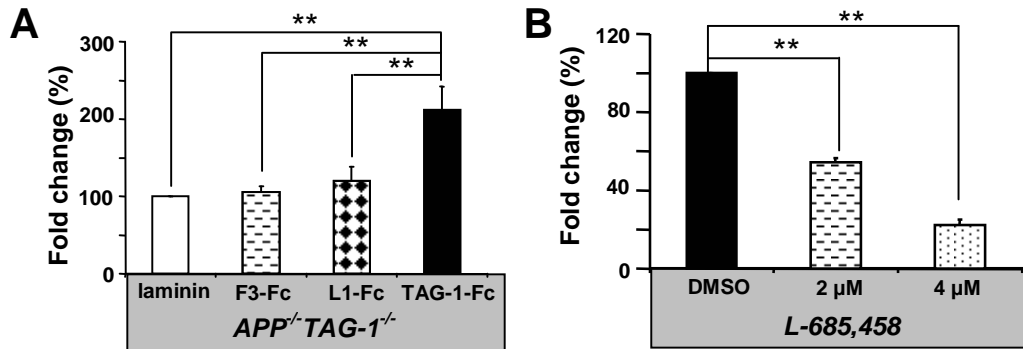 A
Fold change (%)
300
200
100
0
**
**
**
laminin
F3-Fc
L1-Fc
TAG-1-Fc
APP-/-TAG-1-/-
B
Fold change (%)
120
80
40
0
**
**
DMSO
2 µM
4 µM
L-685,458